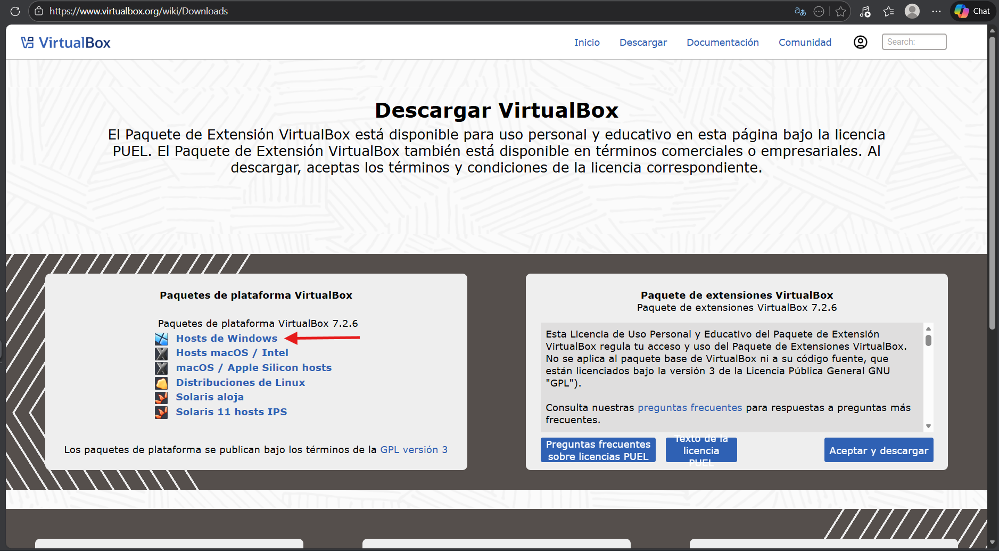 https://www.virtualbox.org/wiki/Downloads
Chat
VirtualBox
Inicio
Descargar
Documentación
Comunidad
Search:
Descargar VirtualBox
El Paquete de Extensión VirtualBox está disponible para uso personal y educativo en esta página bajo la licencia
PUEL. El Paquete de Extensión VirtualBox también está disponible en términos comerciales o empresariales. Al
descargar, aceptas los términos y condiciones de la licencia correspondiente.
Paquetes de plataforma VirtualBox
Paquetes de plataforma VirtualBox 7.2.6
Hosts de Windows
Hosts macOS / Intel
macOS / Apple Silicon hosts
Distribuciones de Linux
Solaris aloja
Solaris 11 hosts IPS
Los paquetes de plataforma se publican bajo los términos de la GPL versión 3
Paquete de extensiones VirtualBox
Paquete de extensiones VirtualBox 7.2.6
Esta Licencia de Uso Personal y Educativo del Paquete de Extensión
VirtualBox regula tu acceso y uso del Paquete de Extensiones VirtualBox.
No se aplica al paquete base de VirtualBox ni a su código fuente, que
están licenciados bajo la versión 3 de la Licencia Pública General GNU
"GPL").
Consulta nuestras preguntas frecuentes para respuestas a preguntas más
frecuentes.
Preguntas frecuentes
sobre licencias PUEL
Texto de la
licencia
PUEL
Aceptar y descargar